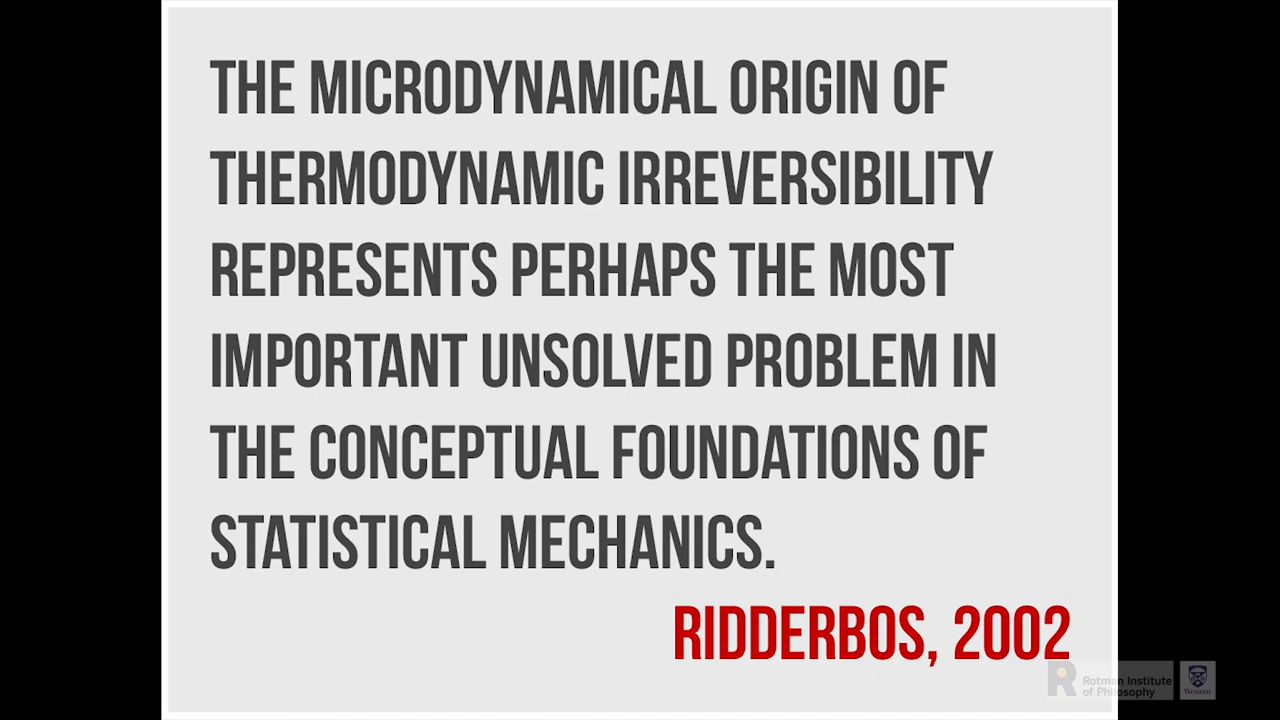 THE MICRODYNAMICAL ORIGIN OF
THERMODYNAMIC IRREVERSIBILITY
REPRESENTS PERHAPS THE MOST
IMPORTANT UNSOLVED PROBLEM IN
THE CONCEPTUAL FOUNDATIONS OF
STATISTICAL MECHANICS.
RIDDERBOS, 2002
R Rotman Institute
of Philosophy
Western